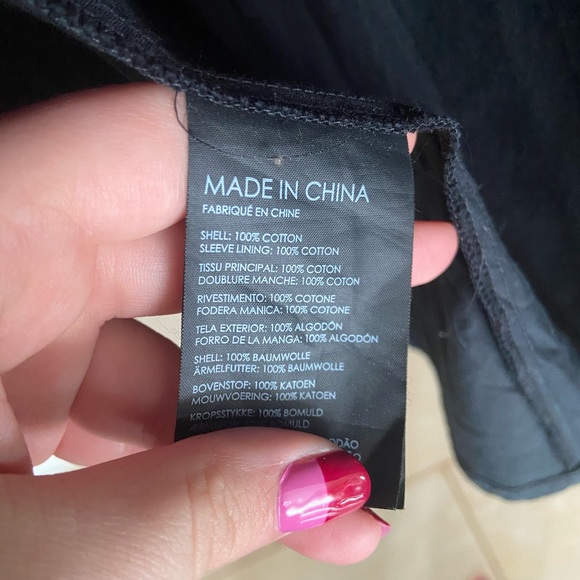 MADE IN CHINA
FABRIQUÉ EN CHINE
SHELL: 100% COTTON
SLEEVE LINING: 100% COTTON
TISSU PRINCIPAL: 100% COTON
DOUBLURE MANCHE: 100% COTON
RIVESTIMENTO: 100% COTONE
FODERA MANICA: 100% COTONE
TELA EXTERIOR: 100% ALGODÓN
FORRO DE LA MANGA: 100% ALGODÓN
SHELL: 100% BAUMWOLLE
ÄRMELFUTTER: 100% BAUMWOLLE
BOVENSTOF: 100% KATOEN
MOUWVOERING: 100% KATOEN
KROPSSTYKKE: 100% BOMULD
BOMULD